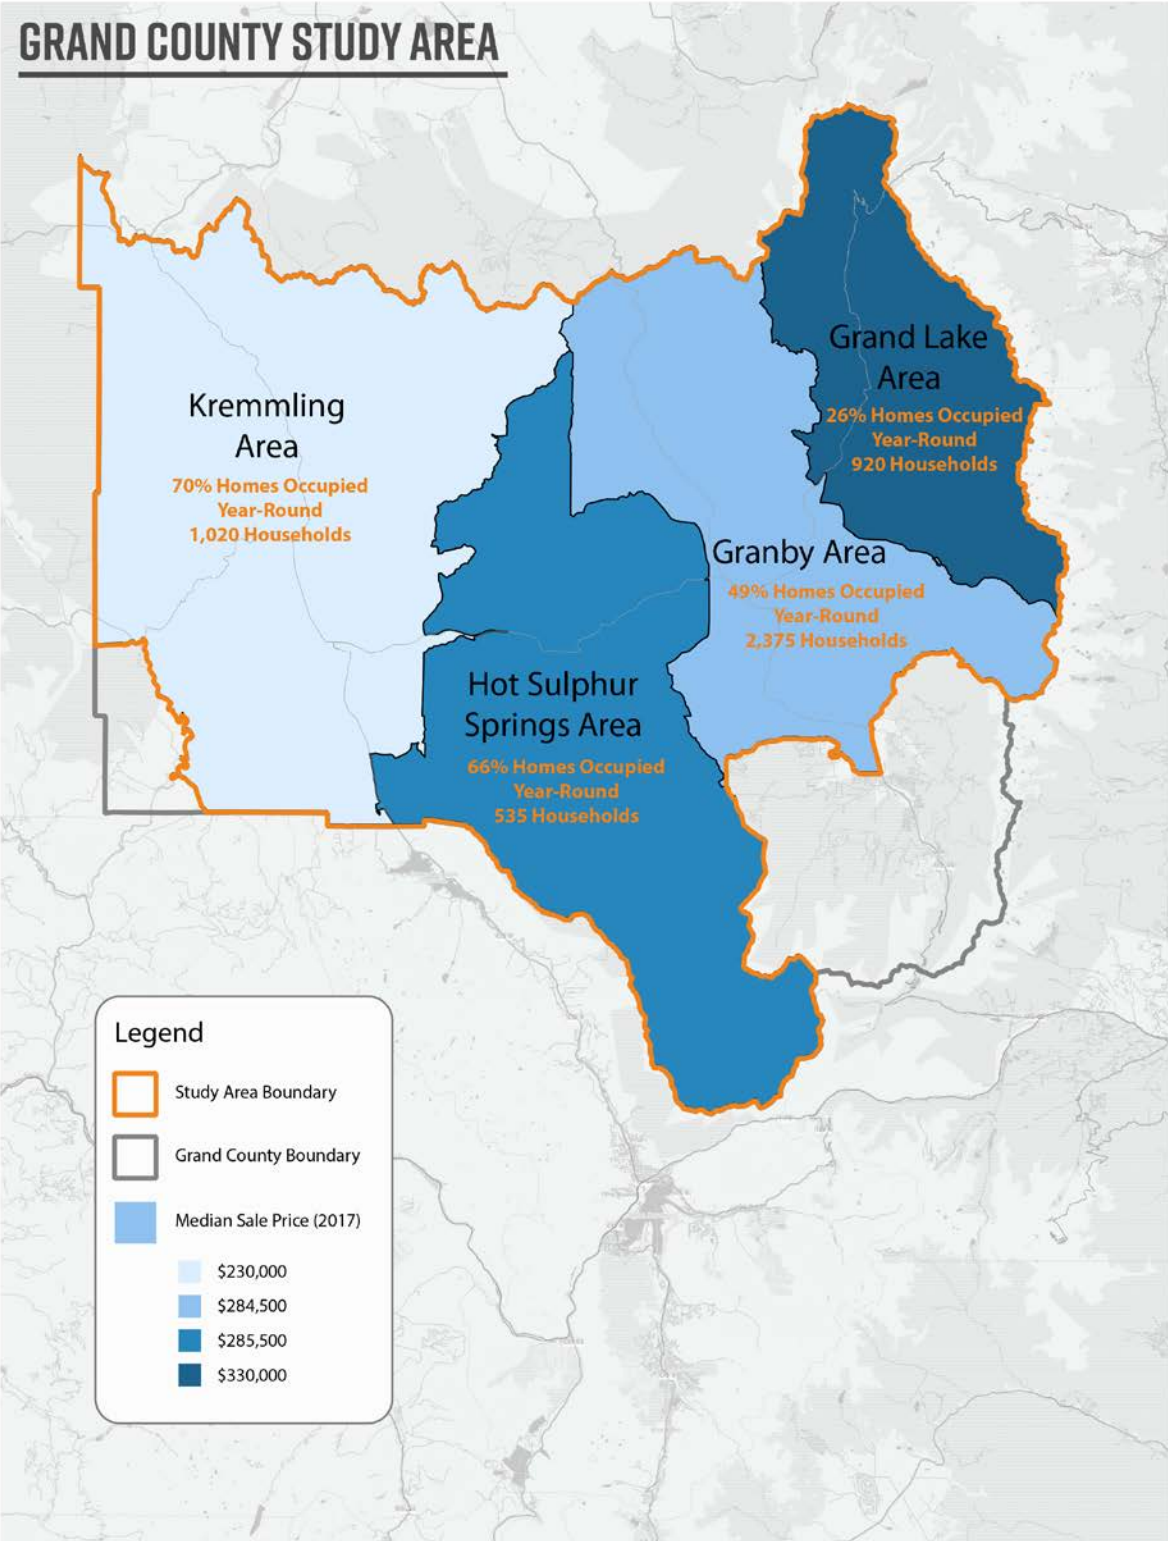 GRAND COUNTY STUDY AREA
Grand Lake
Area
26% Homes Occupied
Year-Round
920 Households
Kremmling
Area
70% Homes Occupied
Year-Round
1,020 Households
Granby Area
49% Homes Occupied
Year-Round
2,375 Households
Hot Sulphur
Springs Area
66% Homes Occupied
Year-Round
535 Households
Legend
Study Area Boundary
Grand County Boundary
Median Sale Price (2017)
$230,000
$284,500
$285,500
$330,000